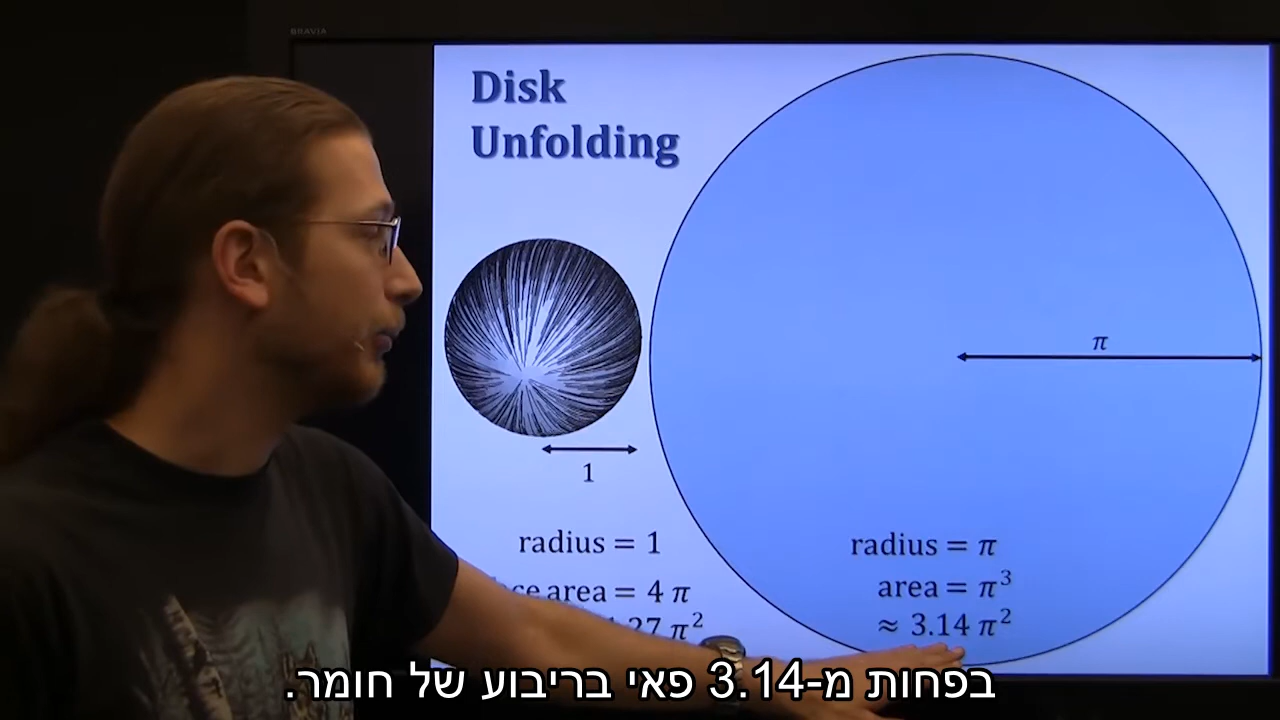 BRAVIA
Disk
Unfolding
π
1
radius = 1
area = 4 π
π²
radius = π
area = π³
≈ 3.14 π²
בפחות מ-3.14 פאי בריבוע של חומר.